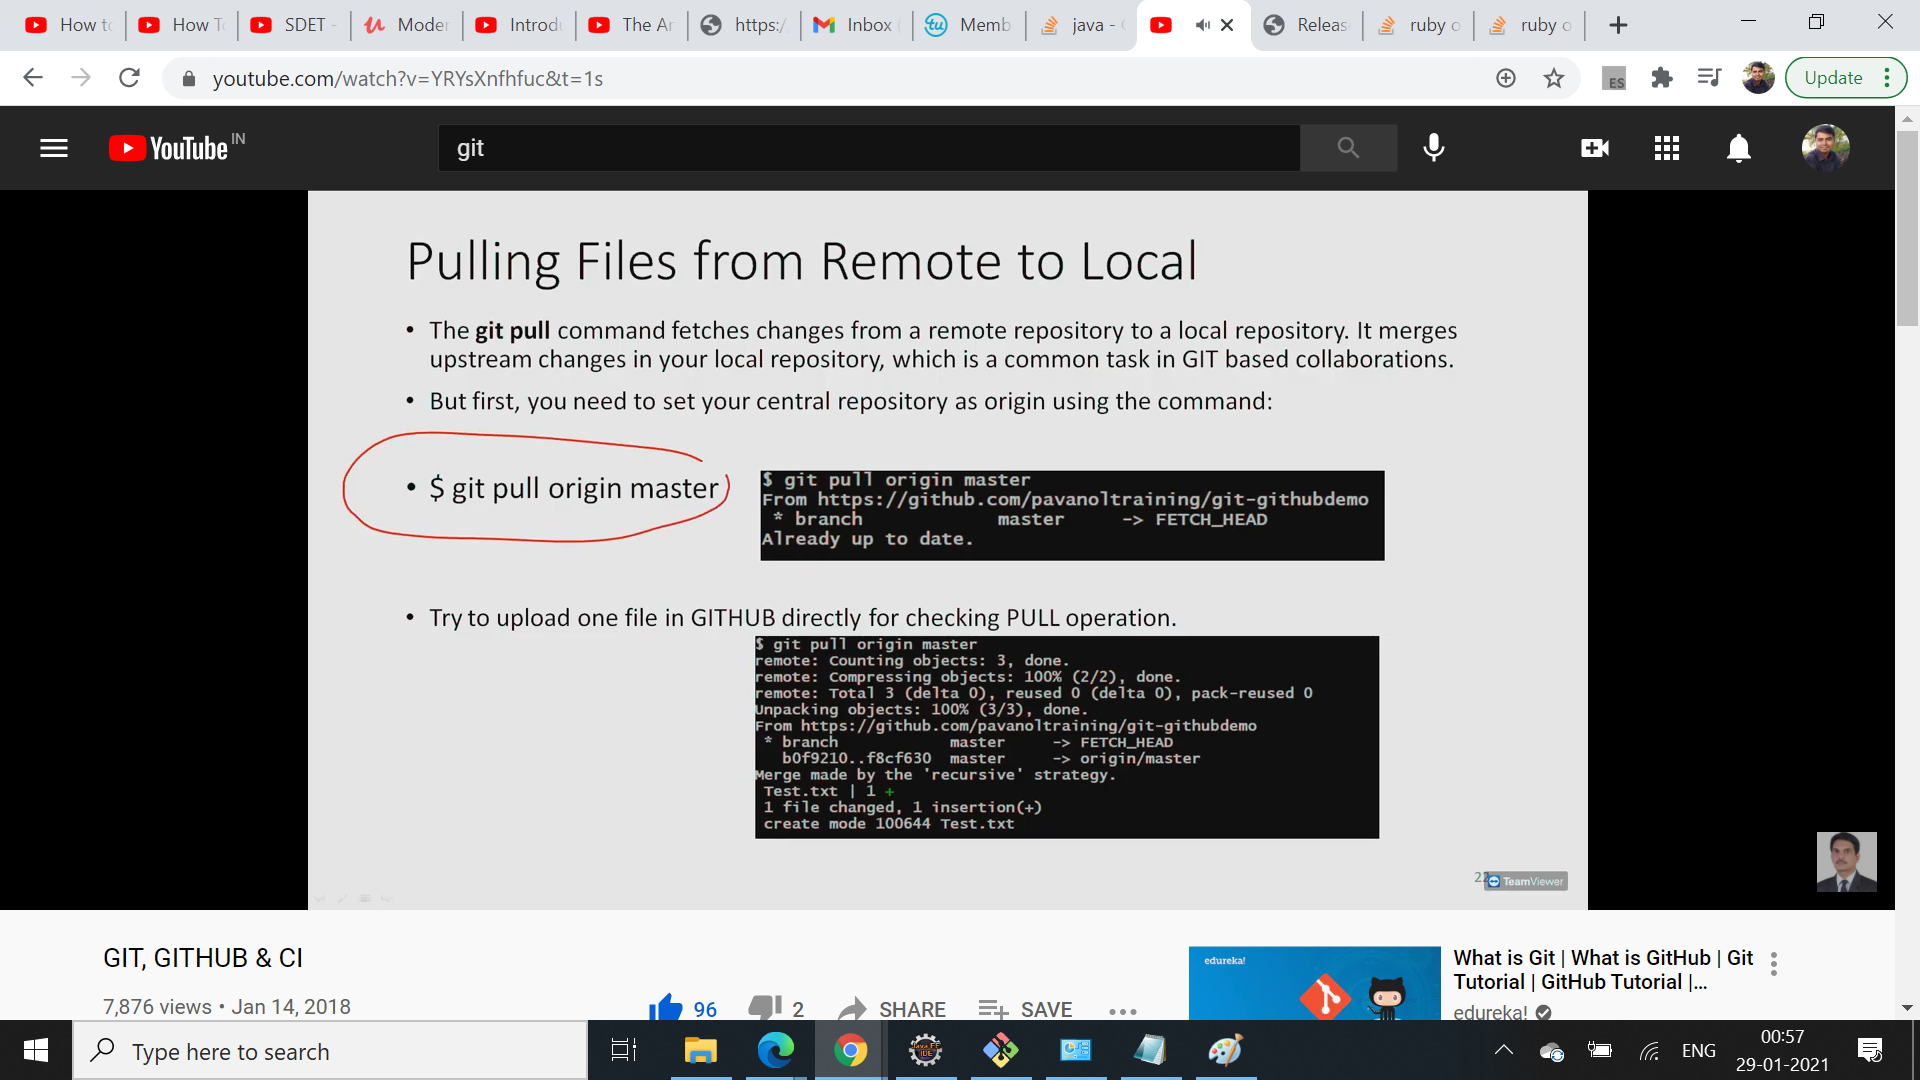 How to
How To
SDET -
Moder
Introdu
The Ar
https:/
Inbox
Memb
java -
Releas
ruby o
ruby o
youtube.com/watch?v=YRYsXnfhfuc&t=1s
ES
Update
YouTube IN
git
Pulling Files from Remote to Local
• The git pull command fetches changes from a remote repository to a local repository. It merges
upstream changes in your local repository, which is a common task in GIT based collaborations.
• But first, you need to set your central repository as origin using the command:
• $ git pull origin master
$ git pull origin master
From https://github.com/pavanoltraining/git-githubdemo
* branch master -> FETCH_HEAD
Already up to date.
• Try to upload one file in GITHUB directly for checking PULL operation.
$ git pull origin master
remote: Counting objects: 3, done.
remote: Compressing objects: 100% (2/2), done.
remote: Total 3 (delta 0), reused 0 (delta 0), pack-reused 0
Unpacking objects: 100% (3/3), done.
From https://github.com/pavanoltraining/git-githubdemo
* branch master -> FETCH_HEAD
b0f9210..f8cf630 master -> origin/master
Merge made by the 'recursive' strategy.
Test.txt | 1 +
1 file changed, 1 insertion(+)
create mode 100644 Test.txt
22
TeamViewer
GIT, GITHUB & CI
7,876 views • Jan 14, 2018
96
2
SHARE
SAVE
edureka!
What is Git | What is GitHub | Git
Tutorial | GitHub Tutorial |...
edureka!
Type here to search
Java EE
IDE
ENG
00:57
29-01-2021